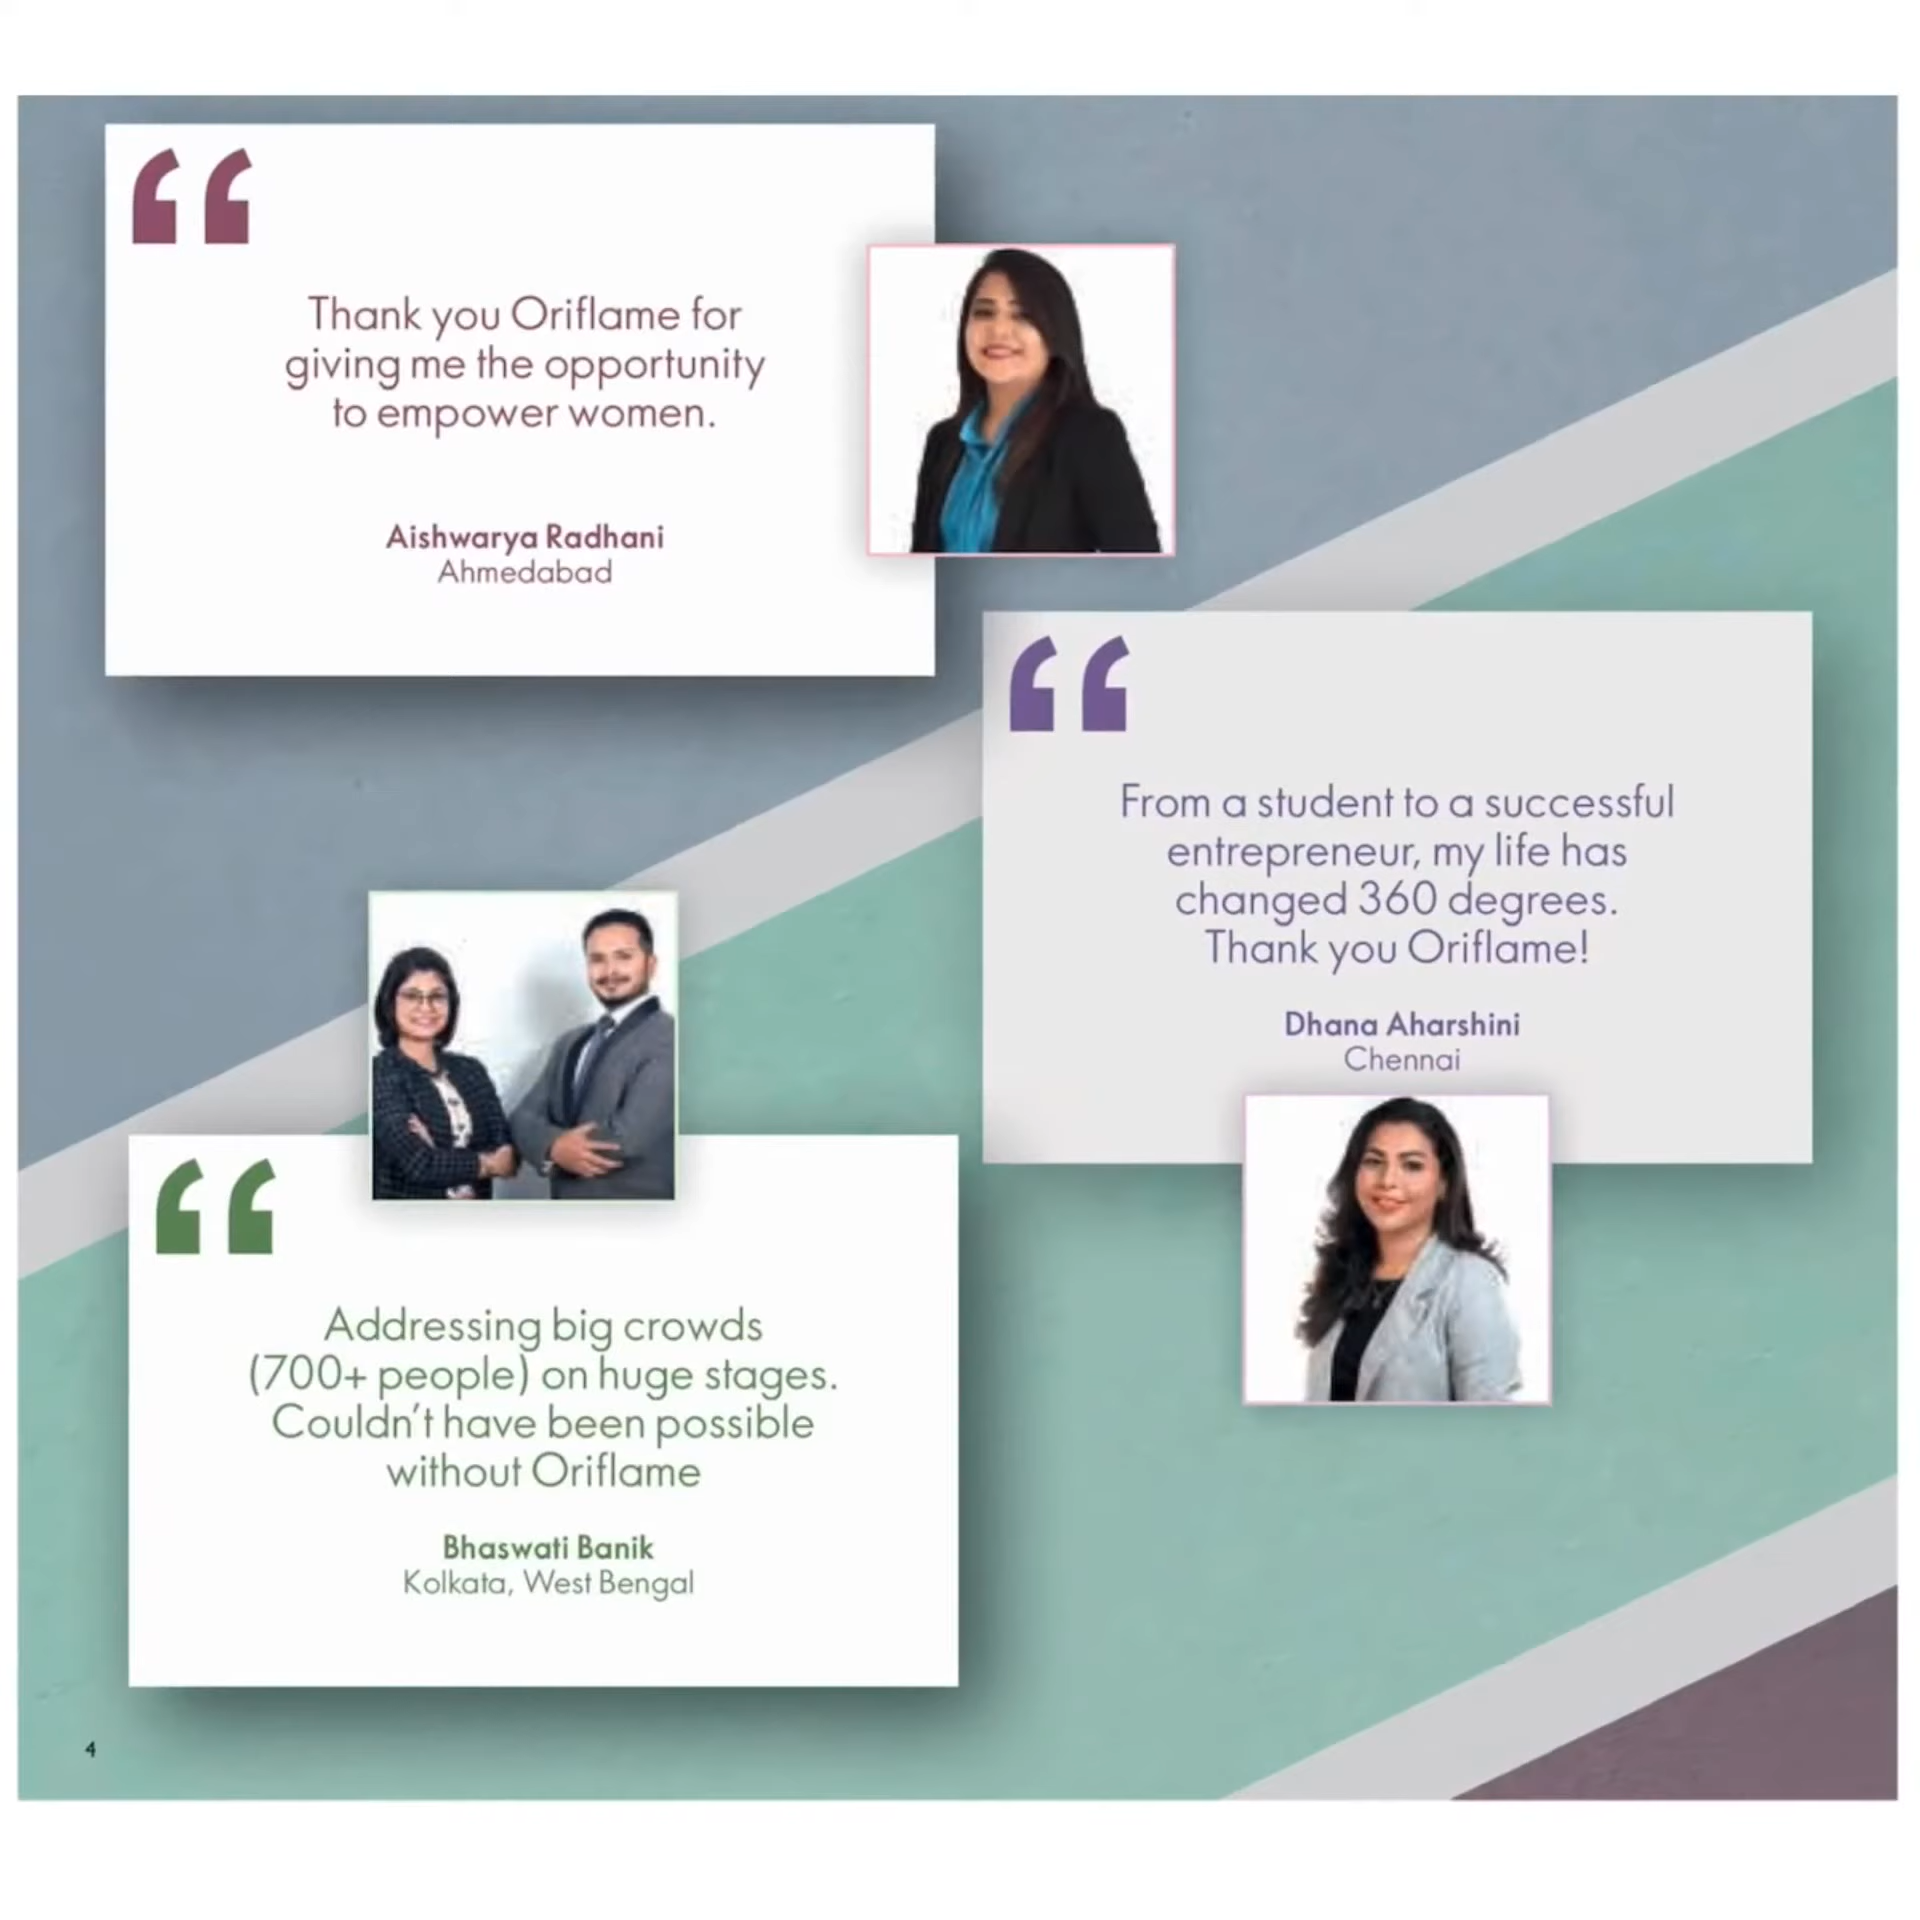 Thank you Oriflame for
giving me the opportunity
to empower women.
Aishwarya Radhani
Ahmedabad
From a student to a successful
entrepreneur, my life has
changed 360 degrees.
Thank you Oriflame!
Dhana Aharshini
Chennai
Addressing big crowds
(700+ people) on huge stages.
Couldn't have been possible
without Oriflame
Bhaswati Banik
Kolkata, West Bengal
4